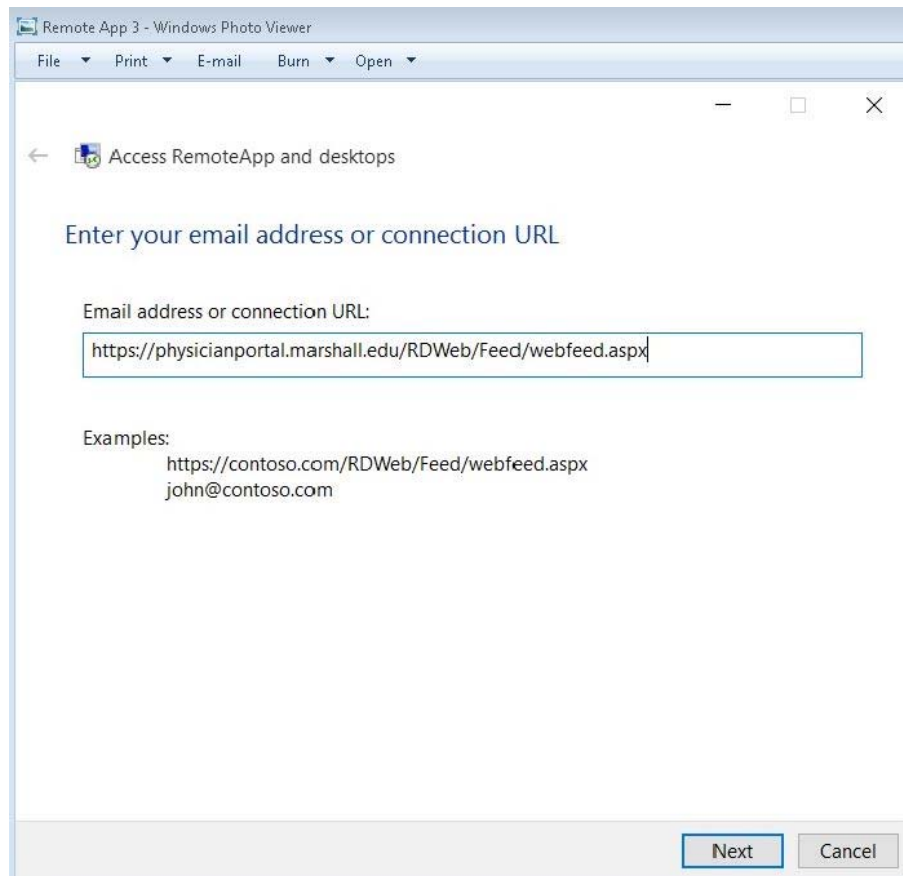 Remote App 3 - Windows Photo Viewer
File Print E-mail Burn Open
Access RemoteApp and desktops
Enter your email address or connection URL
Email address or connection URL:
https://physicianportal.marshall.edu/RDWeb/Feed/webfeed.aspx
Examples:
https://contoso.com/RDWeb/Feed/webfeed.aspx
john@contoso.com
Next Cancel